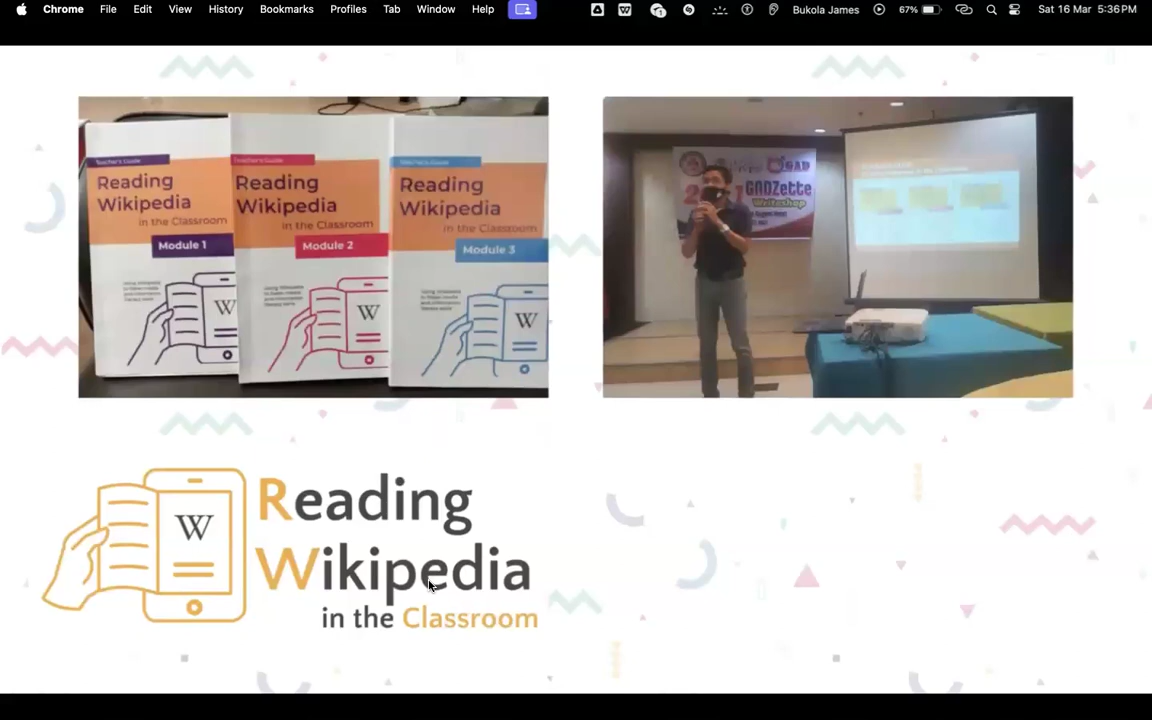 Chrome File Edit View History Bookmarks Profiles Tab Window Help
Bukola James 67% Sat 16 Mar 5:36 PM
Teacher's Guide
Reading
Wikipedia
in the Classroom
Module 1
W
Teacher's Guide
Reading
Wikipedia
in the Classroom
Module 2
W
Teacher's Guide
Reading
Wikipedia
in the Classroom
Module 3
W
GADZette
Writeshop
W
Reading
Wikipedia
in the Classroom